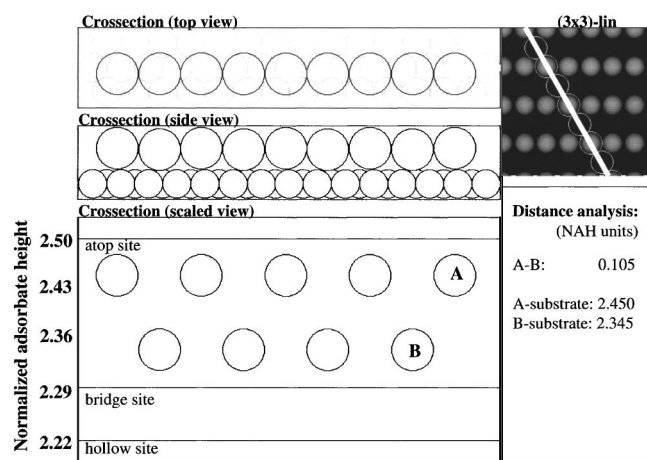 Crossection (top view)
(3x3)-lin
Crossection (side view)
Crossection (scaled view)
Normalized adsorbate height
2.50
2.43
2.36
2.29
2.22
atop site
A
B
bridge site
hollow site
Distance analysis:
(NAH units)
A-B: 0.105
A-substrate: 2.450
B-substrate: 2.345